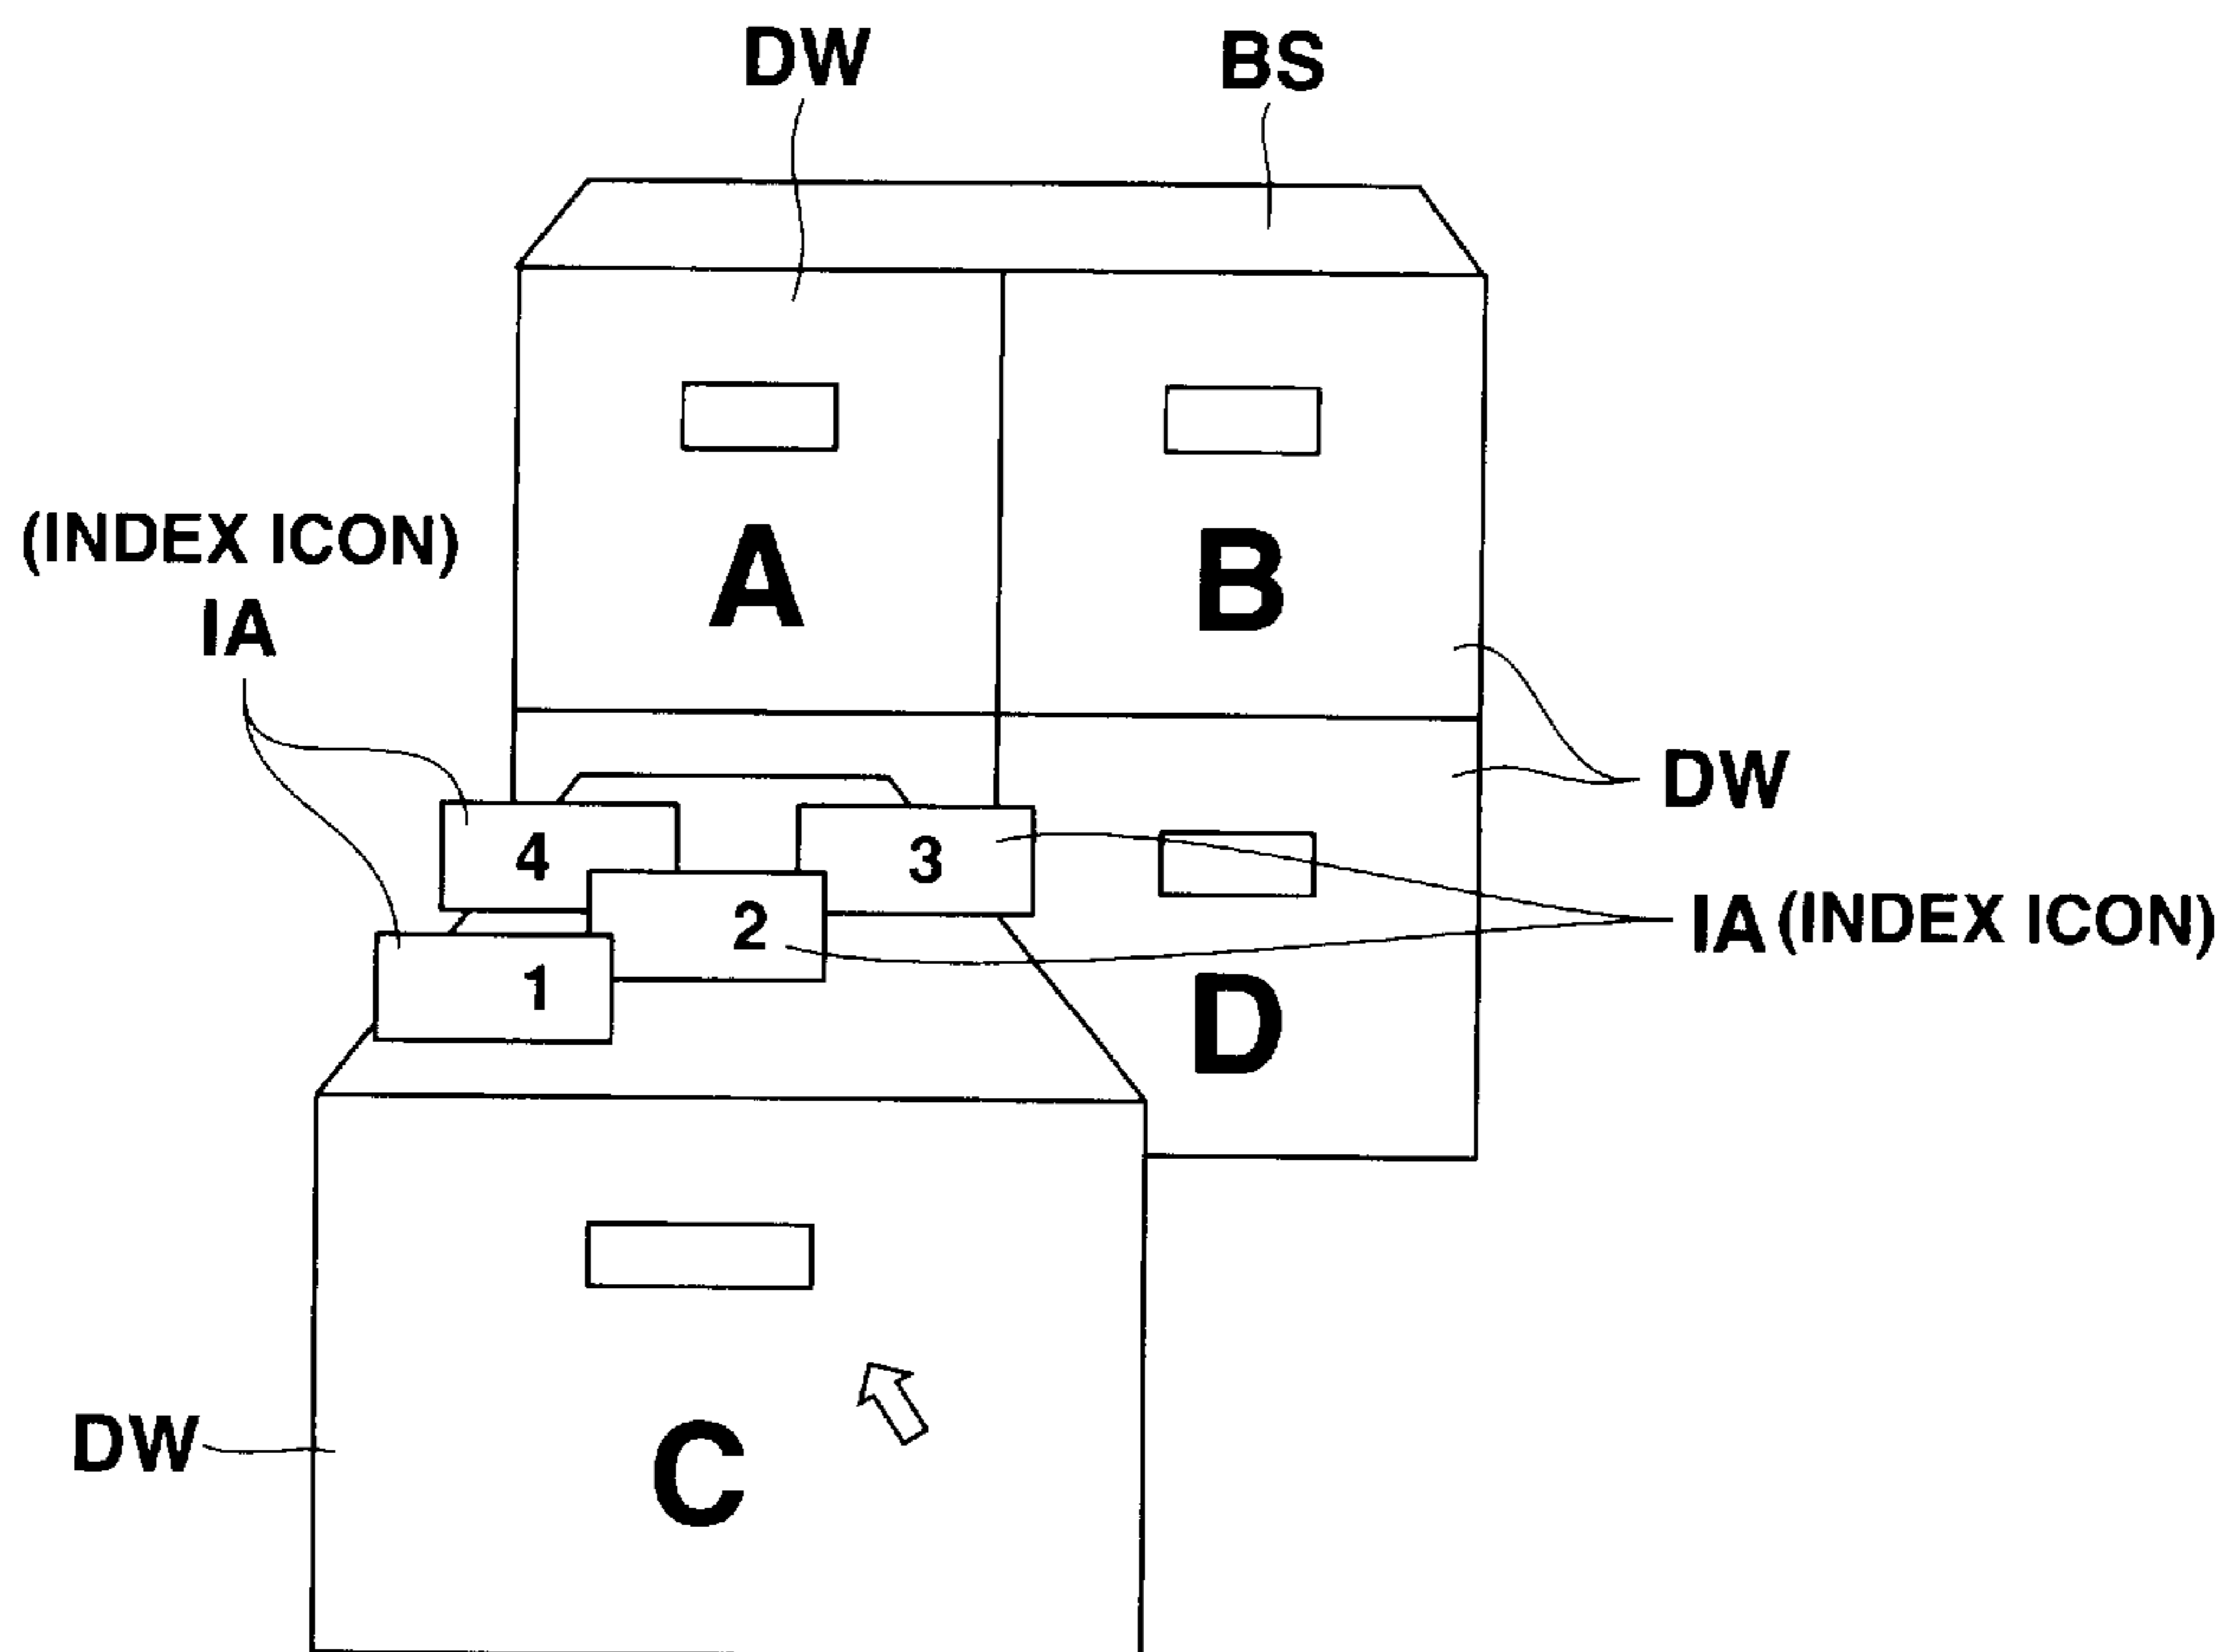 DW
BS
A
B
(INDEX ICON)
IA
DW
4
3
2
IA (INDEX ICON)
1
D
C
DW